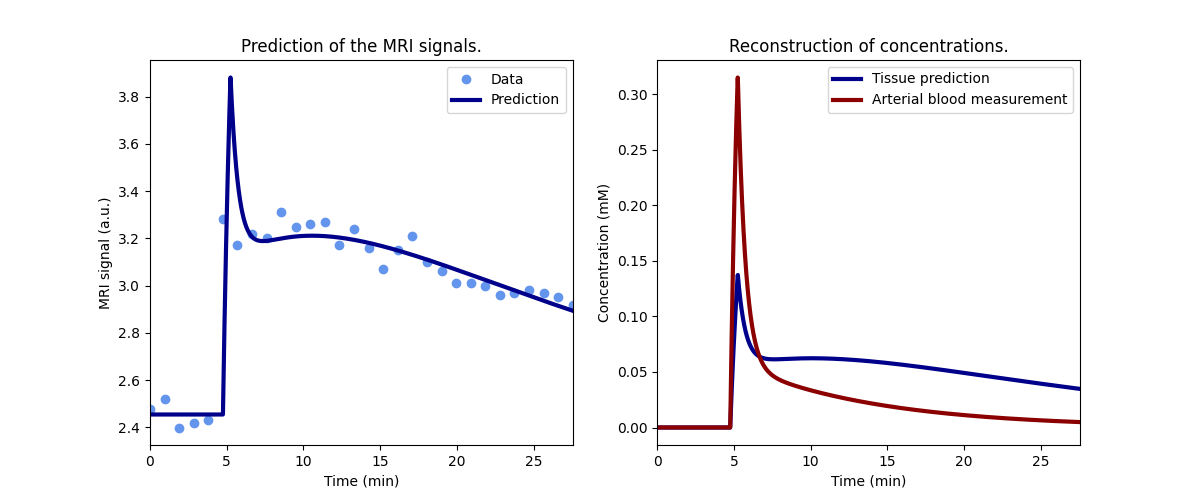 Prediction of the MRI signals.
MRI signal (a.u.)
3.8
3.6
3.4
3.2
3.0
2.8
2.6
2.4
Data
Prediction
0 5 10 15 20 25
Time (min)
Reconstruction of concentrations.
Concentration (mM)
0.30
0.25
0.20
0.15
0.10
0.05
0.00
Tissue prediction
Arterial blood measurement
0 5 10 15 20 25
Time (min)